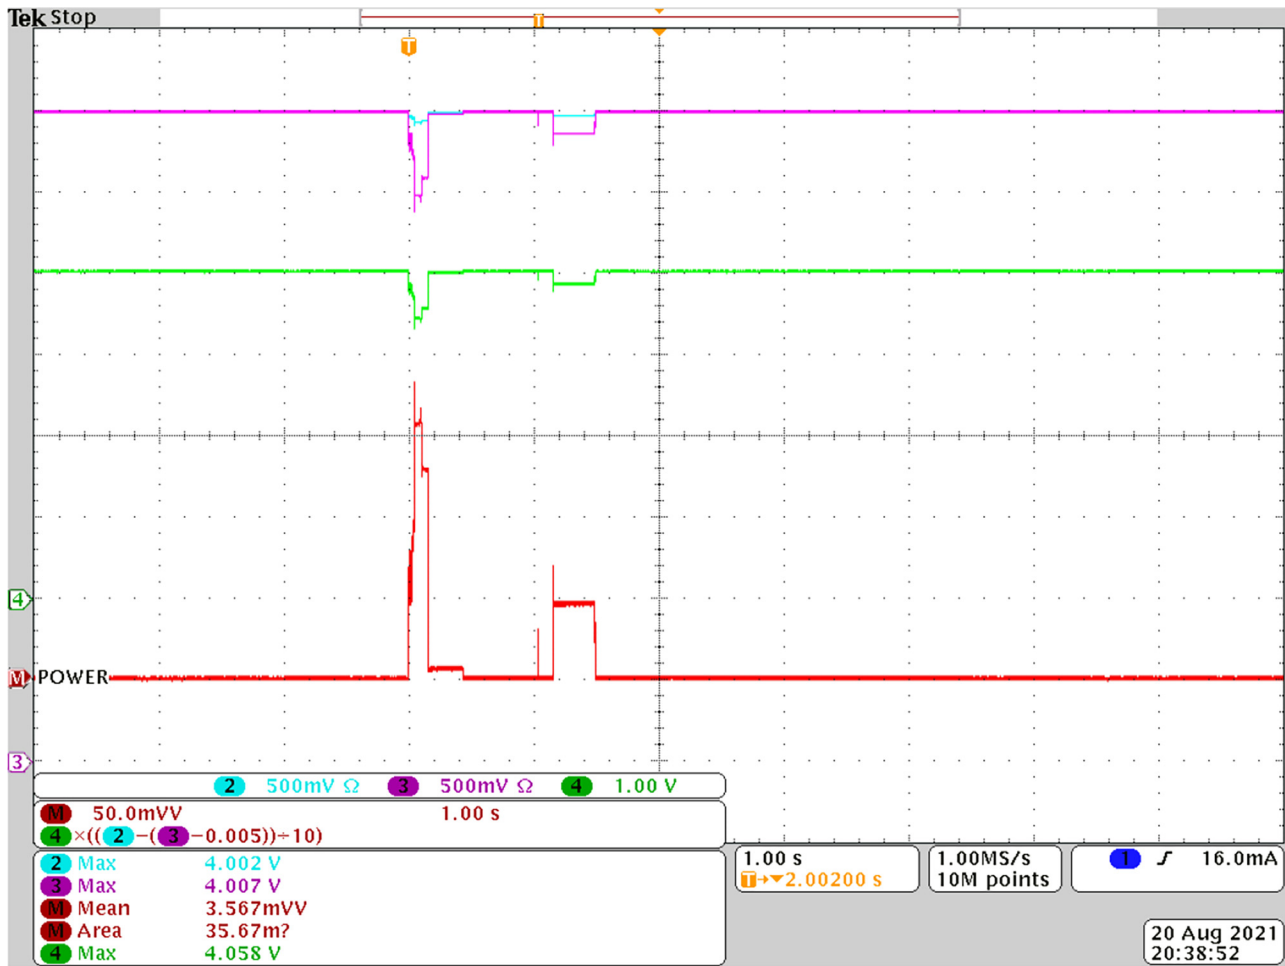 Tek Stop
T
T
4
M POWER
3
2 500mV Ω 3 500mV Ω 4 1.00 V
M 50.0mVV 1.00 s
4 ×((2−(3−0.005))÷10)
2 Max 4.002 V
3 Max 4.007 V
M Mean 3.567mVV
M Area 35.67m?
4 Max 4.058 V
1.00 s
T→▼2.00200 s
1.00MS/s
10M points
1 16.0mA
20 Aug 2021
20:38:52